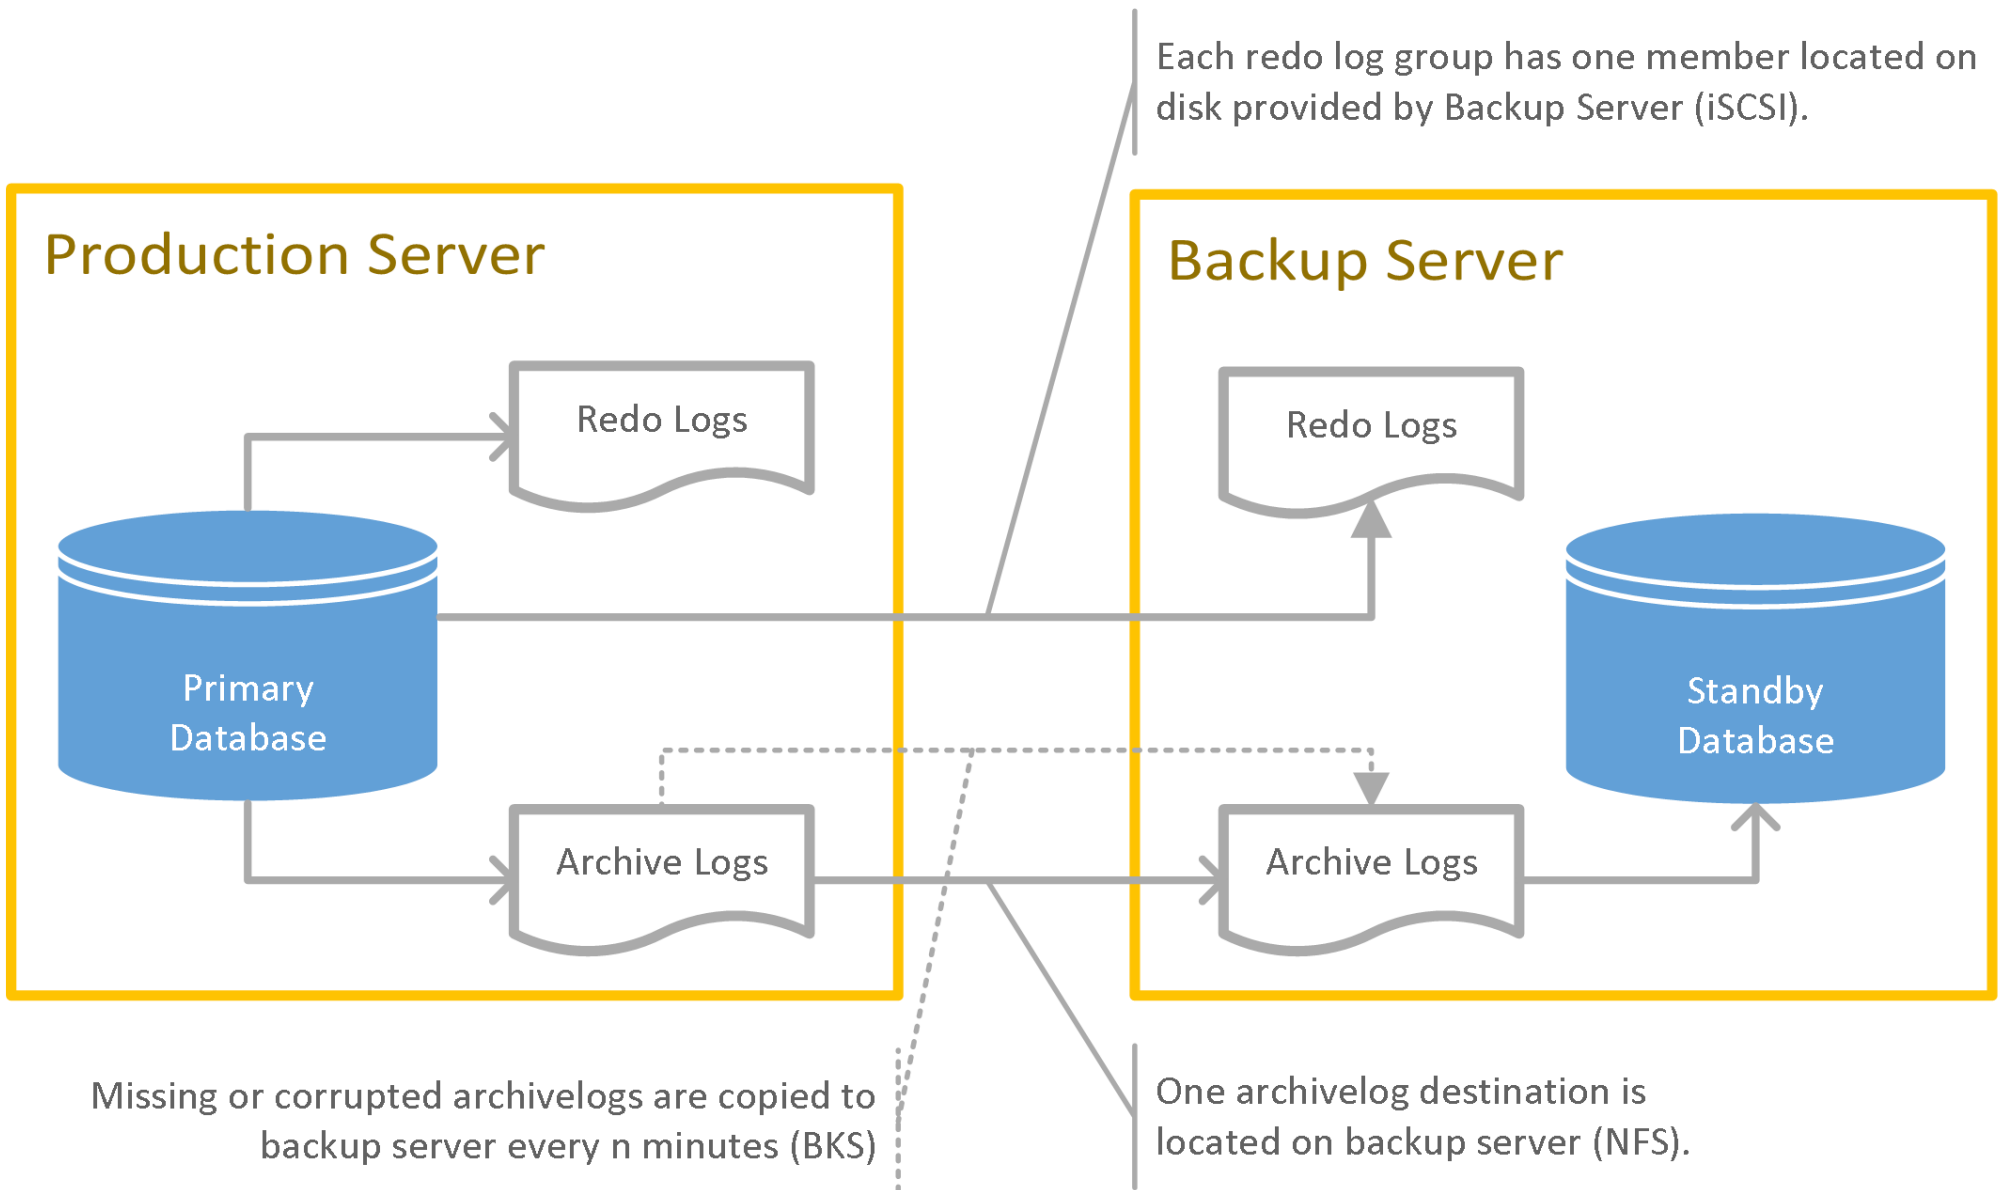 Each redo log group has one member located on
disk provided by Backup Server (iSCSI).
Production Server
Backup Server
Redo Logs
Redo Logs
Primary
Database
Standby
Database
Archive Logs
Archive Logs
Missing or corrupted archivelogs are copied to
backup server every n minutes (BKS)
One archivelog destination is
located on backup server (NFS).